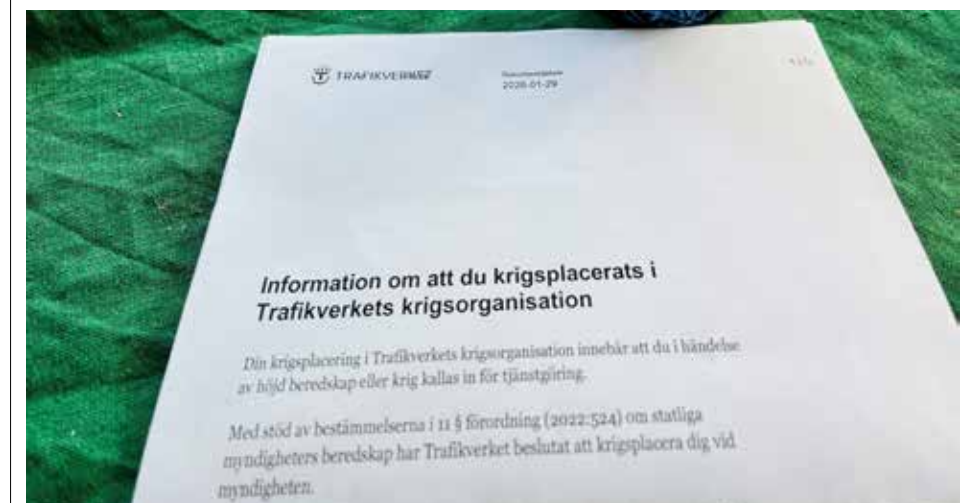 TRAFIKVERKET
2026-01-29
Information om att du krigsplacerats i
Trafikverkets krigsorganisation
Din krigsplacering i Trafikverkets krigsorganisation innebär att du i händelse
av höjd beredskap eller krig kallas in för tjänstgöring.
Med stöd av bestämmelserna i 11 § förordning (2022:524) om statliga
myndigheters beredskap har Trafikverket beslutat att krigsplacera dig vid
myndigheten.